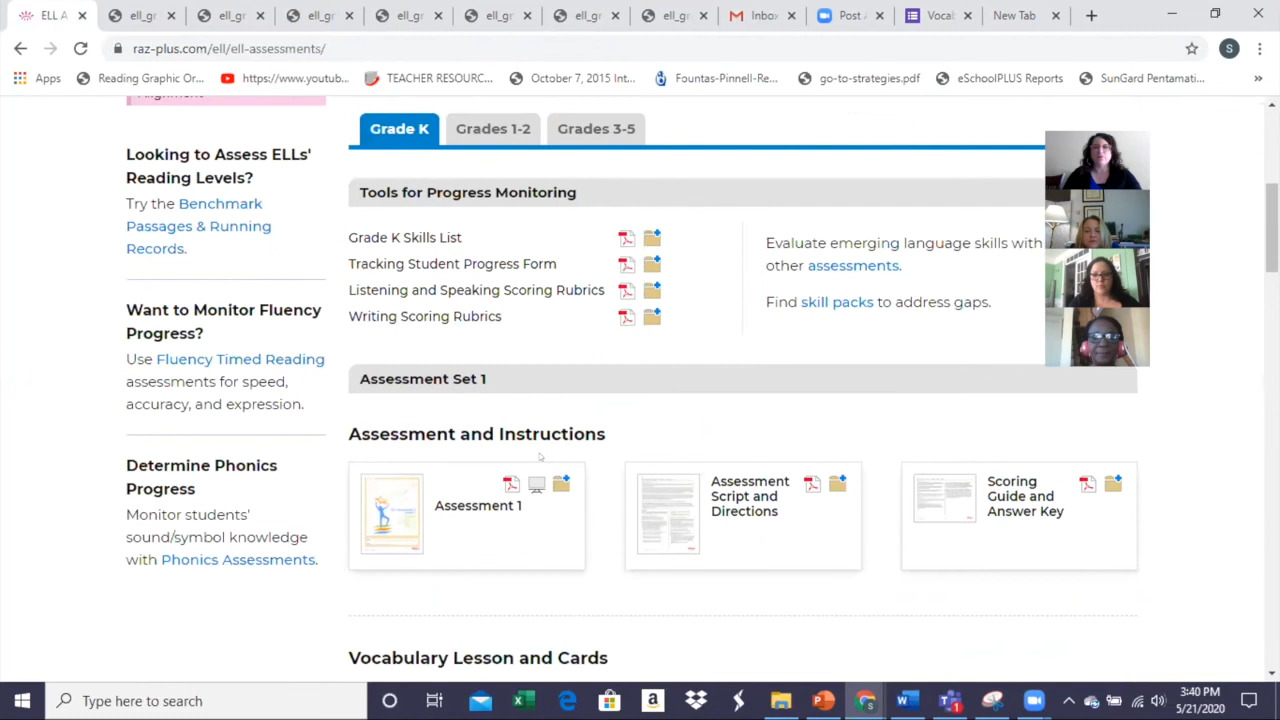 ELL A
ell_gr
ell_gr
ell_gr
ell_gr
ell_gr
ell_gr
ell_gr
Inbox
Post A
Vocab
New Tab
raz-plus.com/ell/ell-assessments/
S
Apps
Reading Graphic Or...
https://www.youtub...
TEACHER RESOURC...
October 7, 2015 Int...
Fountas-Pinnell-Re...
go-to-strategies.pdf
eSchoolPLUS Reports
SunGard Pentamati...
»
Alignment
Looking to Assess ELLs'
Reading Levels?
Try the Benchmark
Passages & Running
Records.
Want to Monitor Fluency
Progress?
Use Fluency Timed Reading
assessments for speed,
accuracy, and expression.
Determine Phonics
Progress
Monitor students'
sound/symbol knowledge
with Phonics Assessments.
Grade K
Grades 1-2
Grades 3-5
Tools for Progress Monitoring
Grade K Skills List
Tracking Student Progress Form
Listening and Speaking Scoring Rubrics
Writing Scoring Rubrics
Evaluate emerging language skills with
other assessments.
Find skill packs to address gaps.
Assessment Set 1
Assessment and Instructions
Assessment 1
Assessment
Script and
Directions
Scoring
Guide and
Answer Key
Vocabulary Lesson and Cards
Type here to search
3:40 PM
5/21/2020